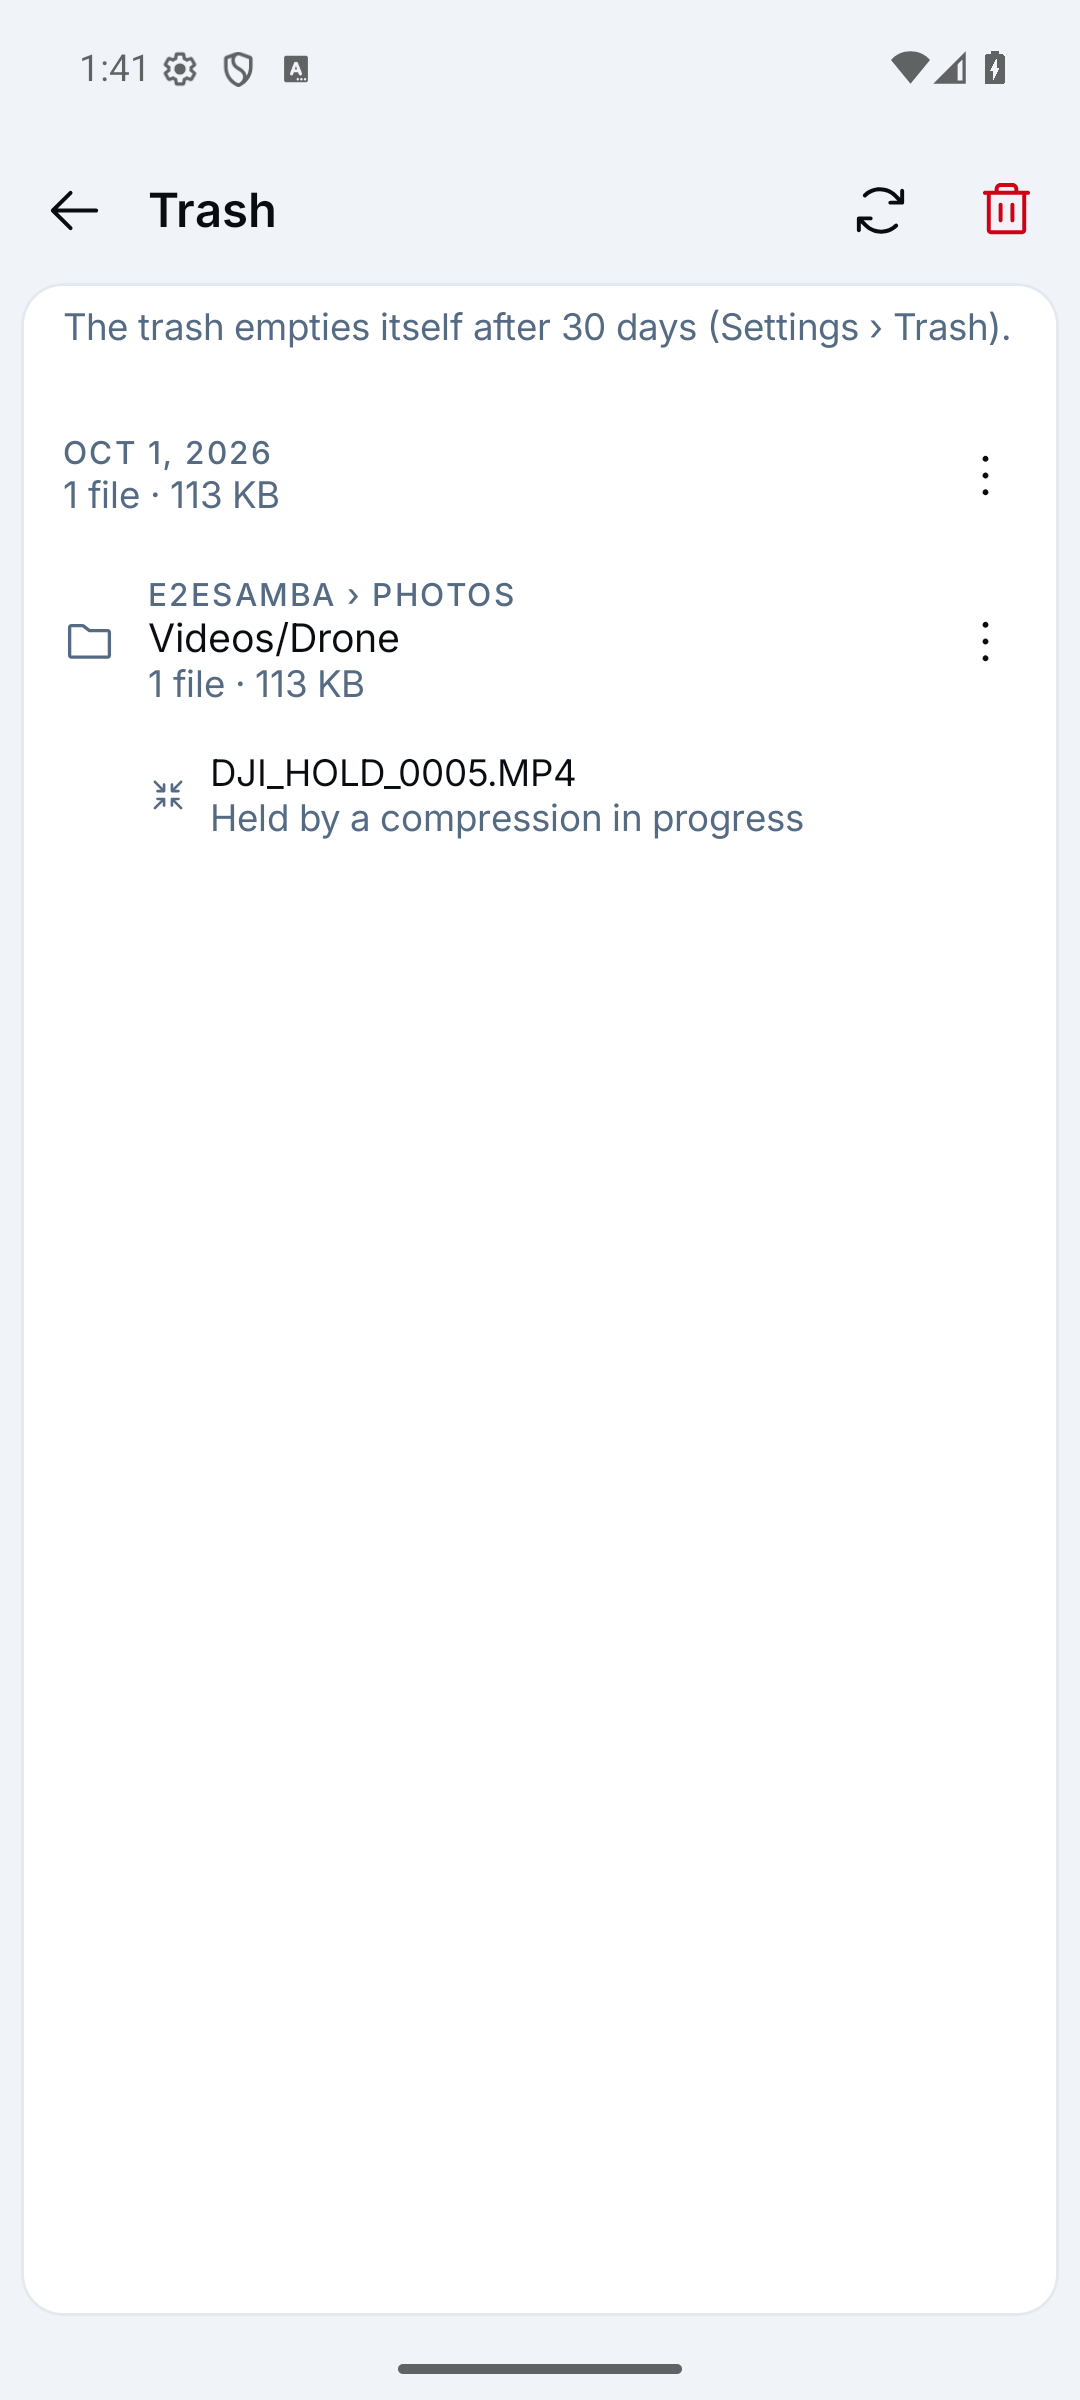 1:41
Trash
The trash empties itself after 30 days (Settings › Trash).
OCT 1, 2026
1 file · 113 KB
E2ESAMBA › PHOTOS
Videos/Drone
1 file · 113 KB
DJI_HOLD_0005.MP4
Held by a compression in progress